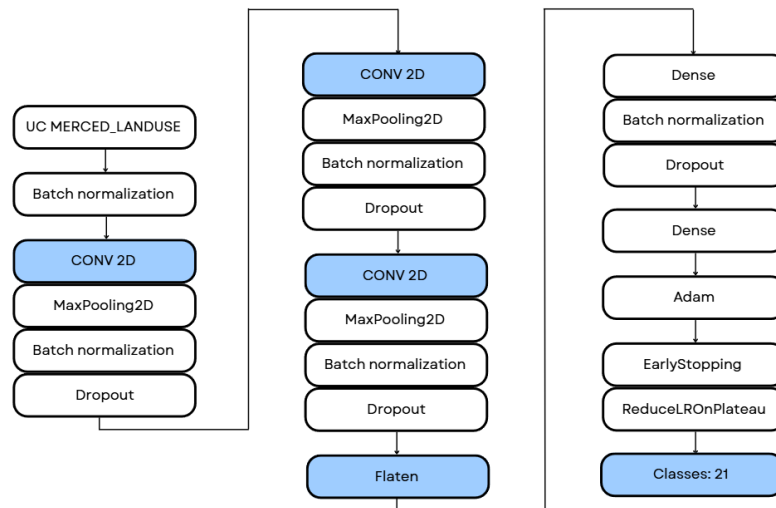 UC MERCED_LANDUSE
Batch normalization
CONV 2D
MaxPooling2D
Batch normalization
Dropout
CONV 2D
MaxPooling2D
Batch normalization
Dropout
CONV 2D
MaxPooling2D
Batch normalization
Dropout
Flaten
Dense
Batch normalization
Dropout
Dense
Adam
EarlyStopping
ReduceLROnPlateau
Classes: 21